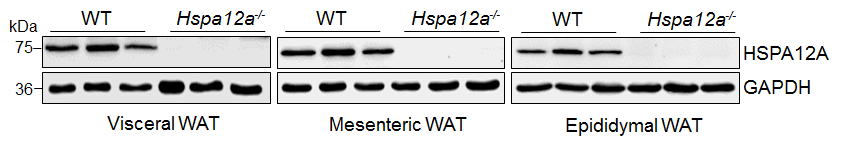 WT Hspa12a-/- WT Hspa12a-/- WT Hspa12a-/-
kDa
75 HSPA12A
36 GAPDH
Visceral WAT Mesenteric WAT Epididymal WAT